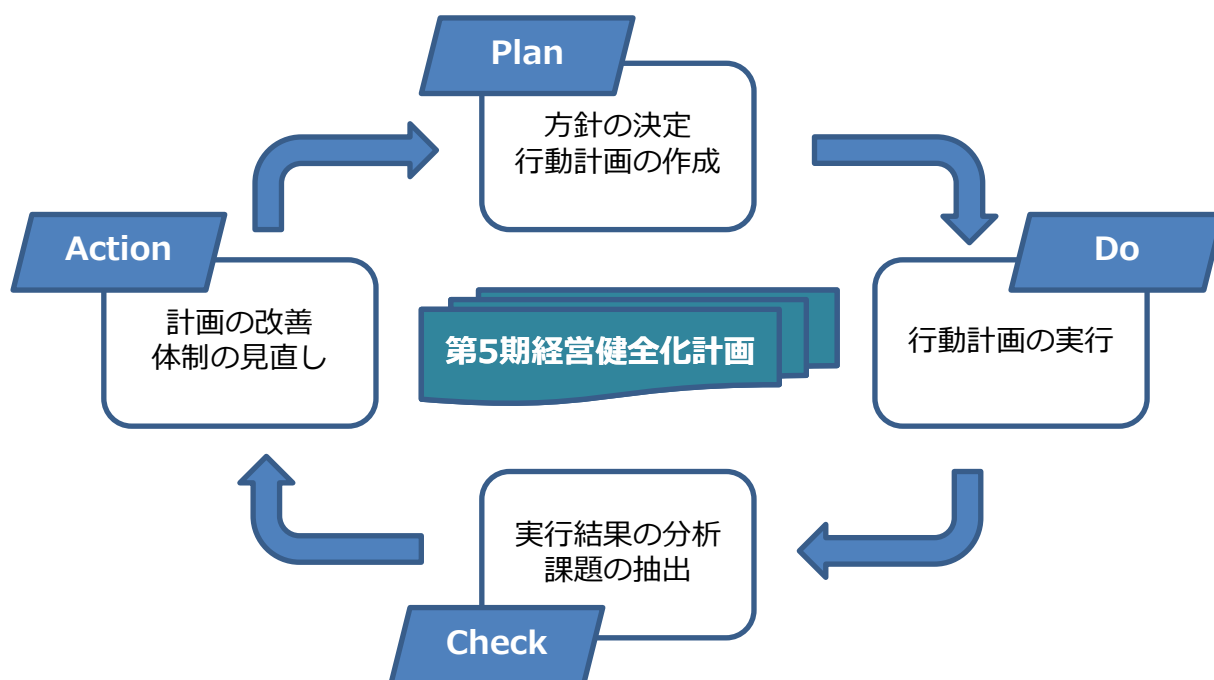 Plan
方針の決定
行動計画の作成
Do
行動計画の実行
Check
実行結果の分析
課題の抽出
Action
計画の改善
体制の見直し
第5期経営健全化計画